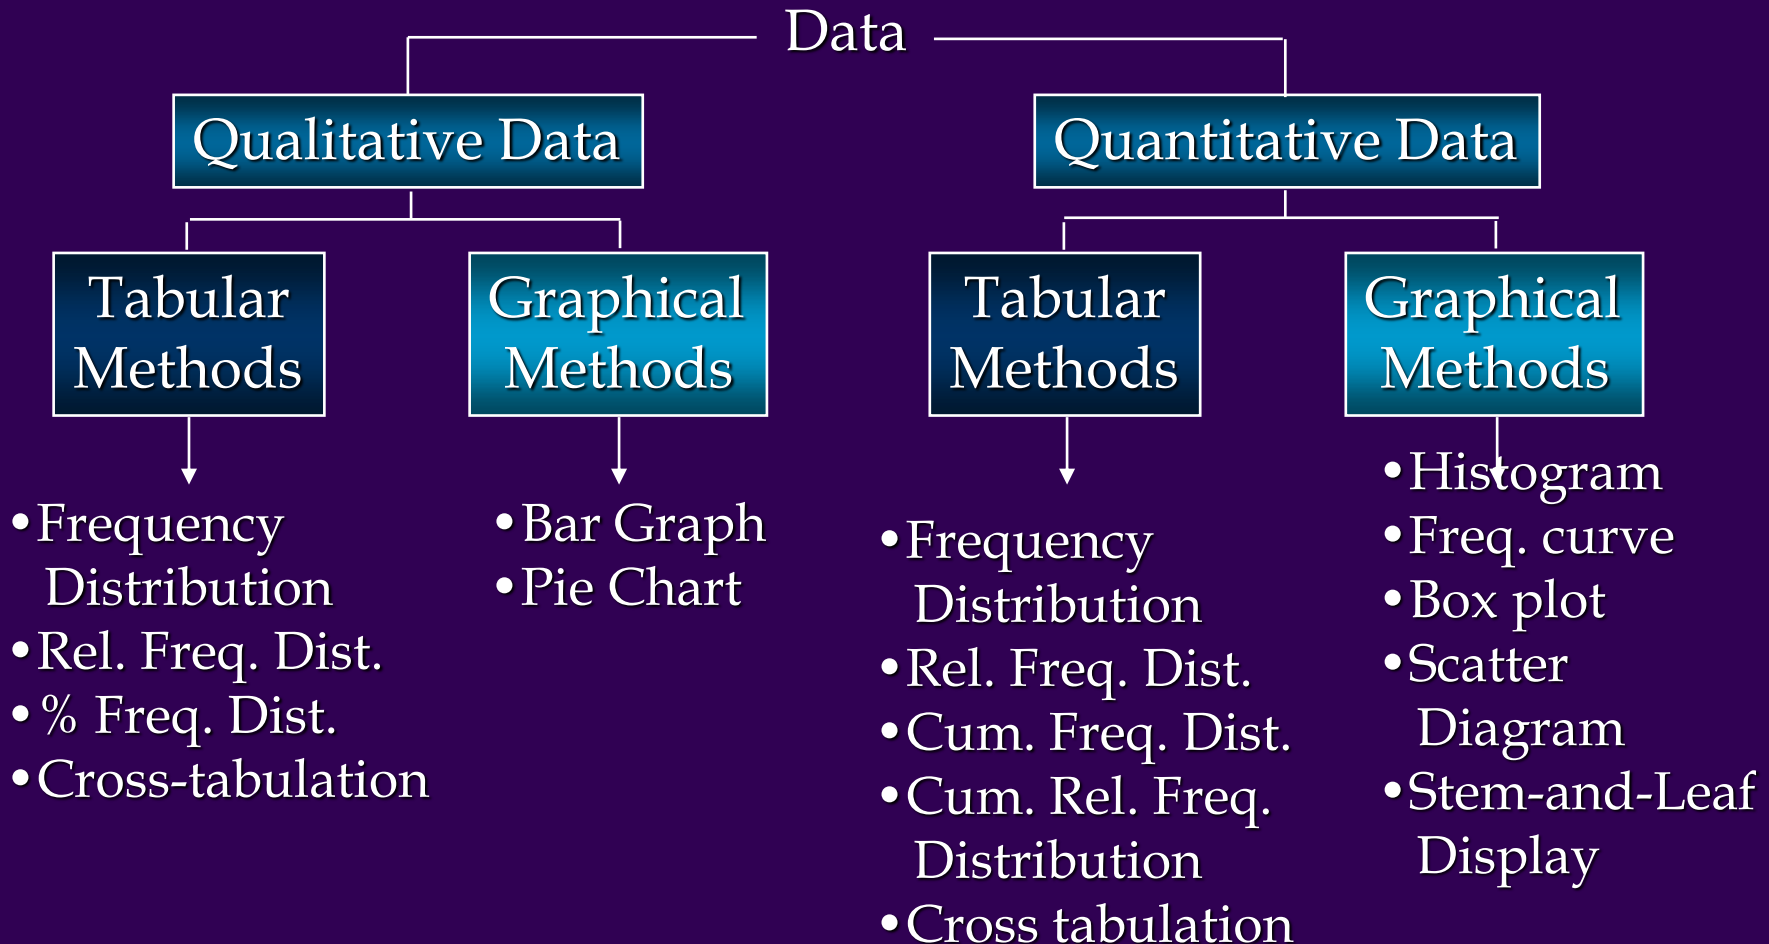 Data
Qualitative Data
Quantitative Data
Tabular
Methods
Graphical
Methods
Tabular
Methods
Graphical
Methods
•Frequency
Distribution
•Rel. Freq. Dist.
•% Freq. Dist.
•Cross-tabulation
•Bar Graph
•Pie Chart
•Frequency
Distribution
•Rel. Freq. Dist.
•Cum. Freq. Dist.
•Cum. Rel. Freq.
Distribution
•Cross tabulation
•Histogram
•Freq. curve
•Box plot
•Scatter
Diagram
•Stem-and-Leaf
Display